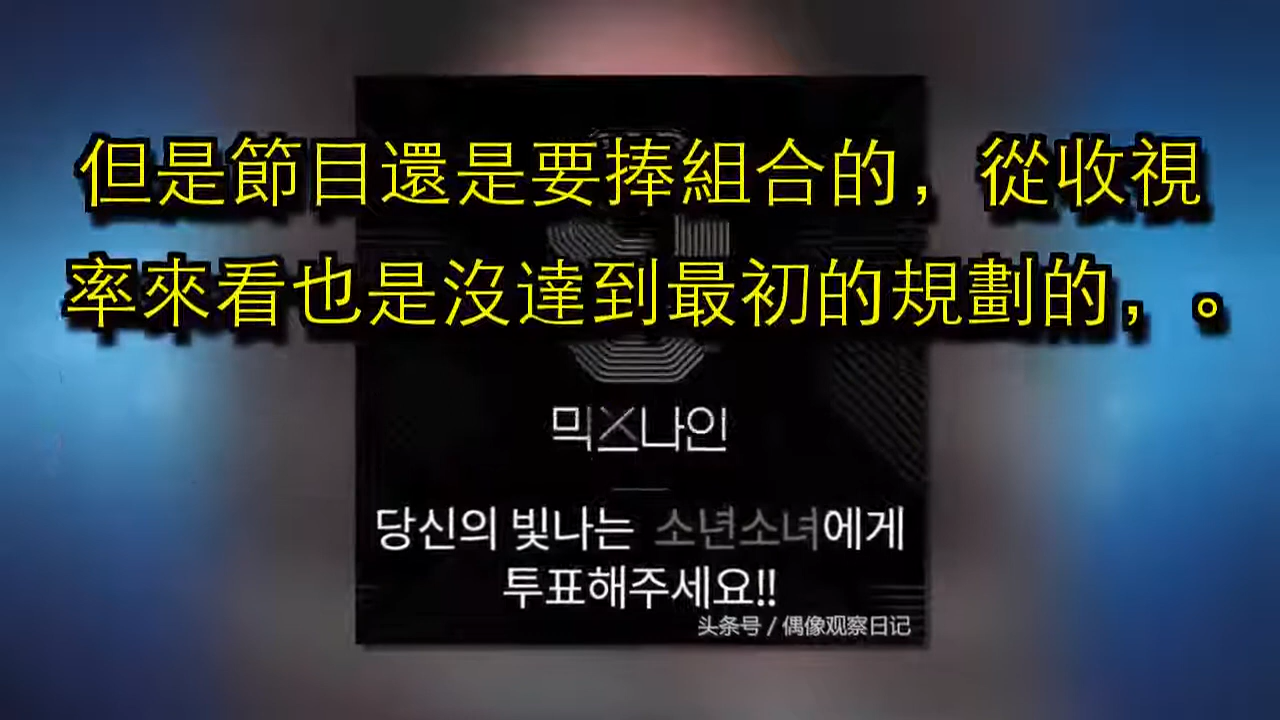 但是節目還是要捧組合的，從收視
率來看也是沒達到最初的規劃的，。
믹스나인
당신의 빛나는 소년소녀에게
투표해주세요!!
头条号 / 偶像观察日记